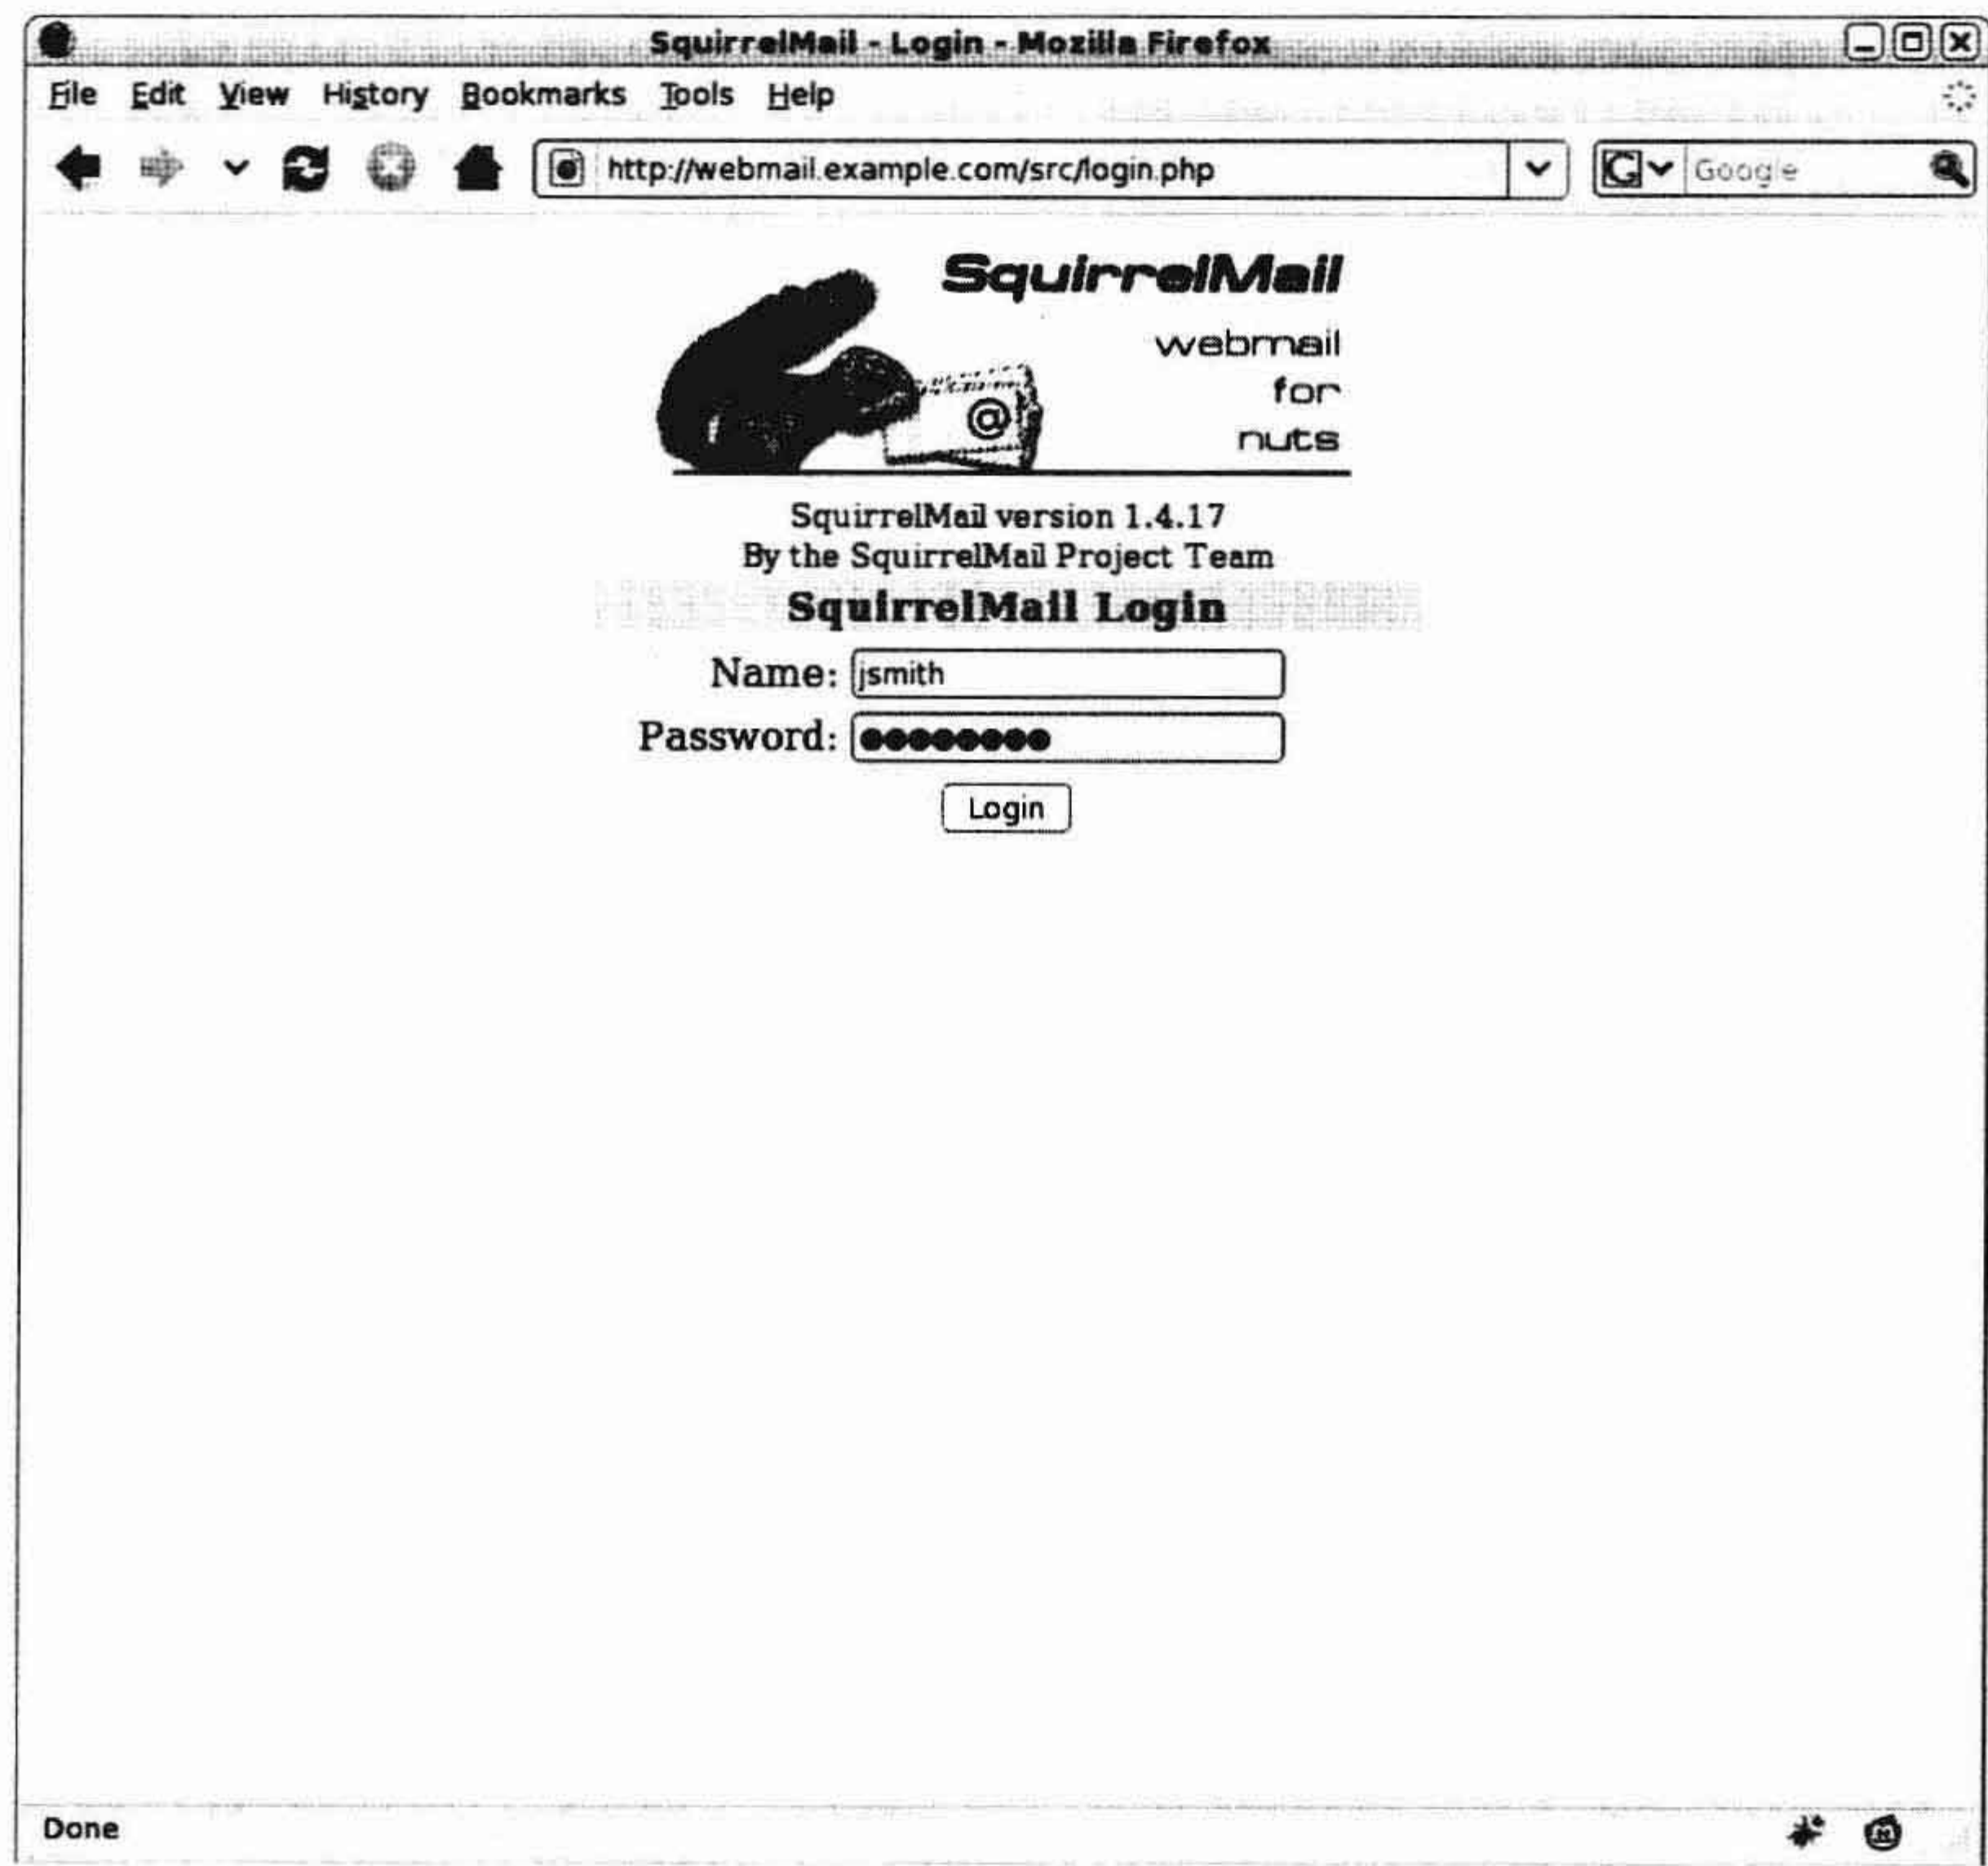 SquirrelMail - Login - Mozilla Firefox
File Edit View History Bookmarks Tools Help
http://webmail.example.com/src/login.php
Google
SquirrelMail
webmail
for
nuts
@
SquirrelMail version 1.4.17
By the SquirrelMail Project Team
SquirrelMail Login
Name: jsmith
Password: ●●●●●●●●
Login
Done